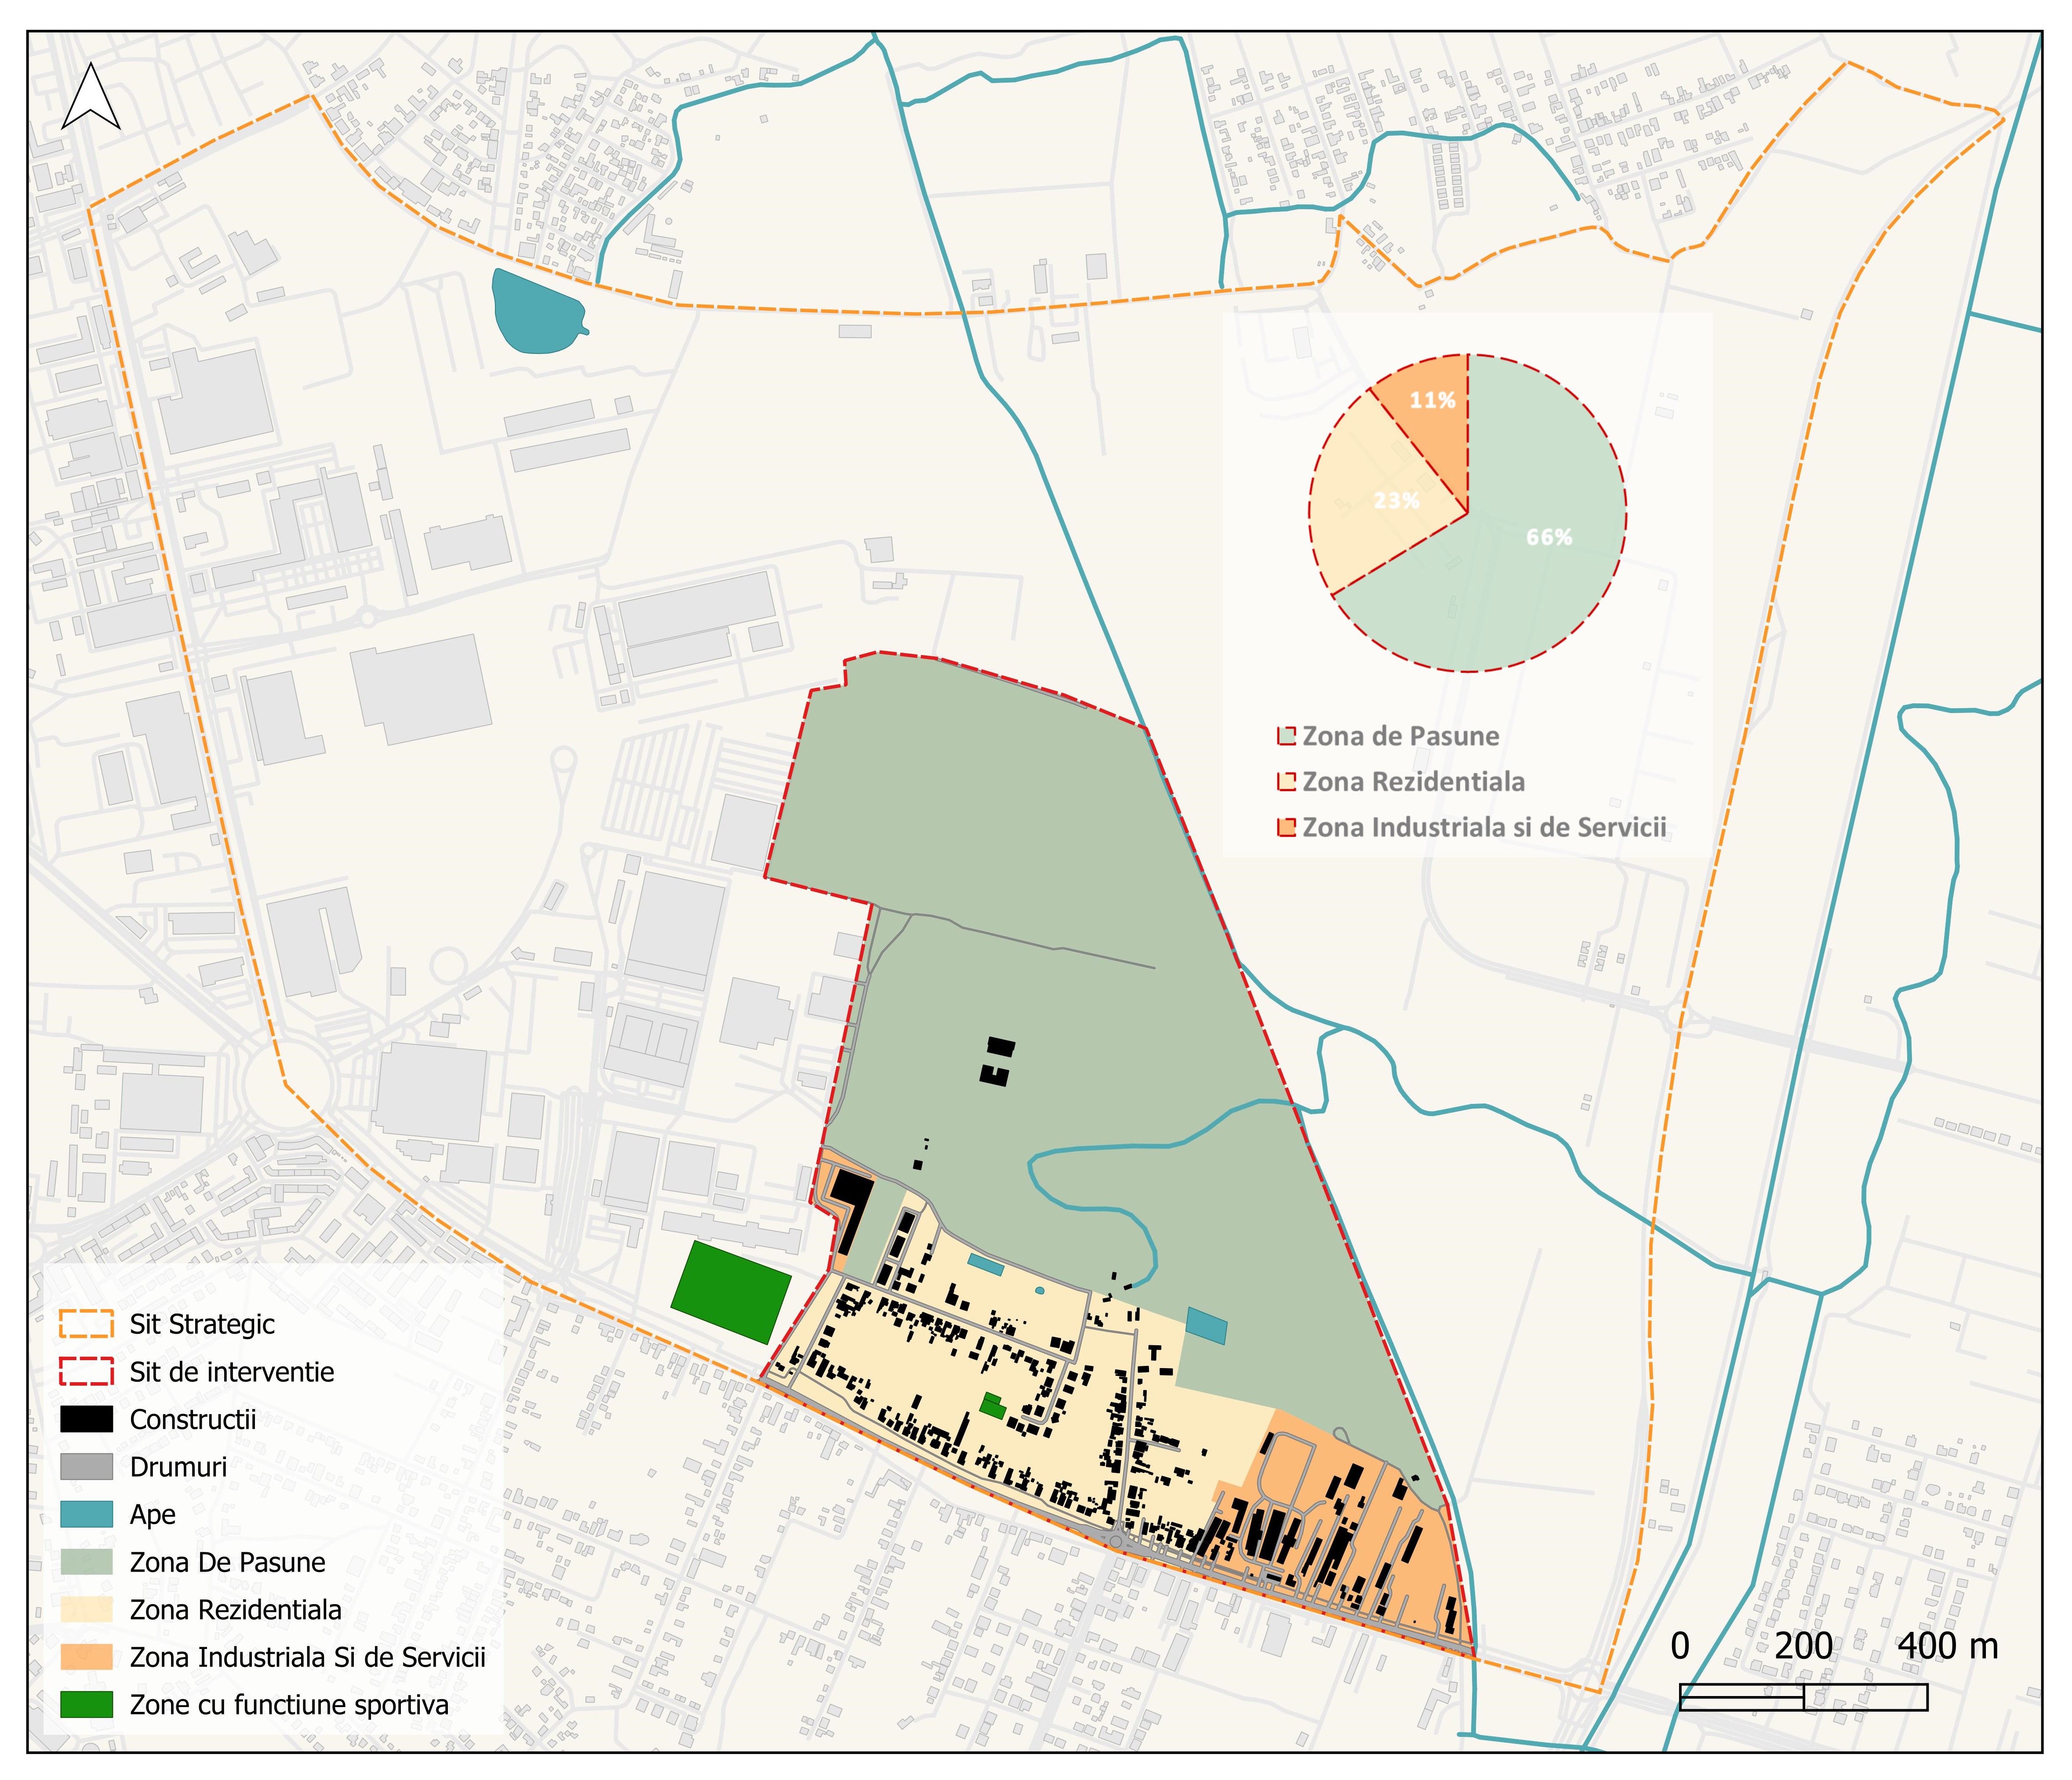 11%
23%
66%
Zona de Pasune
Zona Rezidentiala
Zona Industriala si de Servicii
Sit Strategic
Sit de interventie
Constructii
Drumuri
Ape
Zona De Pasune
Zona Rezidentiala
Zona Industriala Si de Servicii
Zone cu functiune sportiva
0 200 400 m